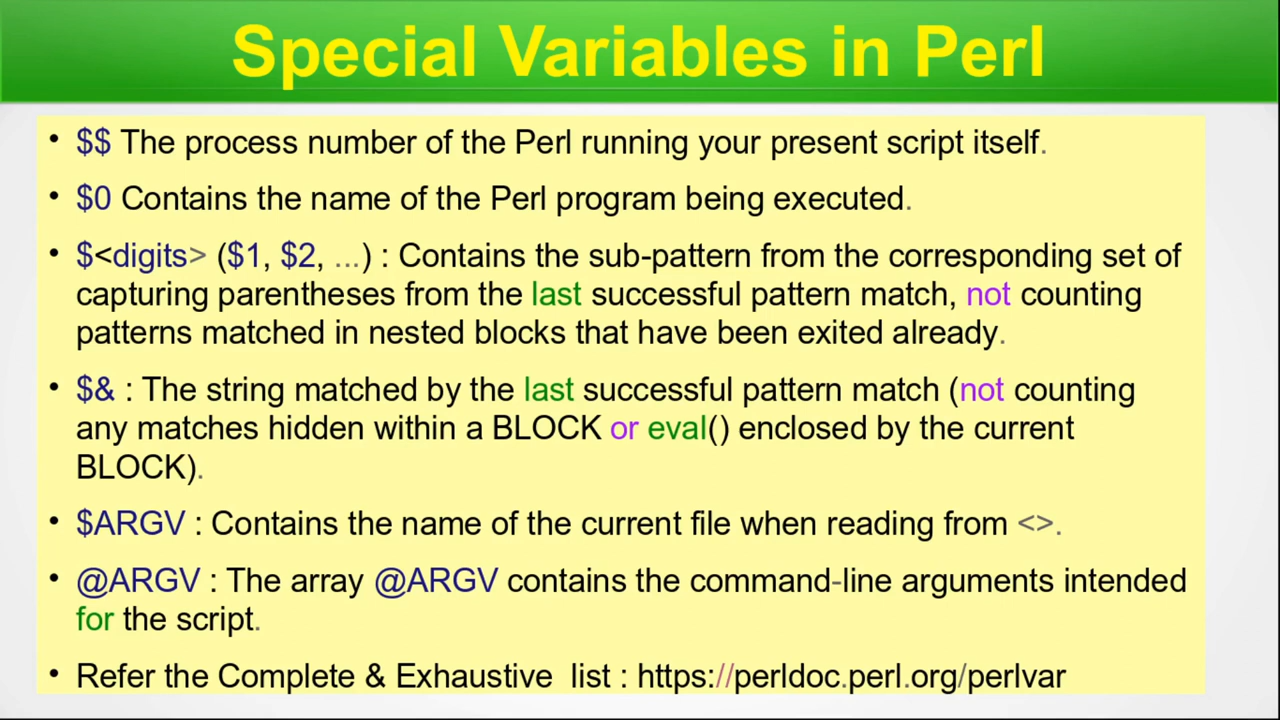 Special Variables in Perl
• $$ The process number of the Perl running your present script itself.
• $0 Contains the name of the Perl program being executed.
• $<digits> ($1, $2, ...) : Contains the sub-pattern from the corresponding set of
capturing parentheses from the last successful pattern match, not counting
patterns matched in nested blocks that have been exited already.
• $& : The string matched by the last successful pattern match (not counting
any matches hidden within a BLOCK or eval() enclosed by the current
BLOCK).
• $ARGV : Contains the name of the current file when reading from <>.
• @ARGV : The array @ARGV contains the command-line arguments intended
for the script.
• Refer the Complete & Exhaustive  list : https://perldoc.perl.org/perlvar